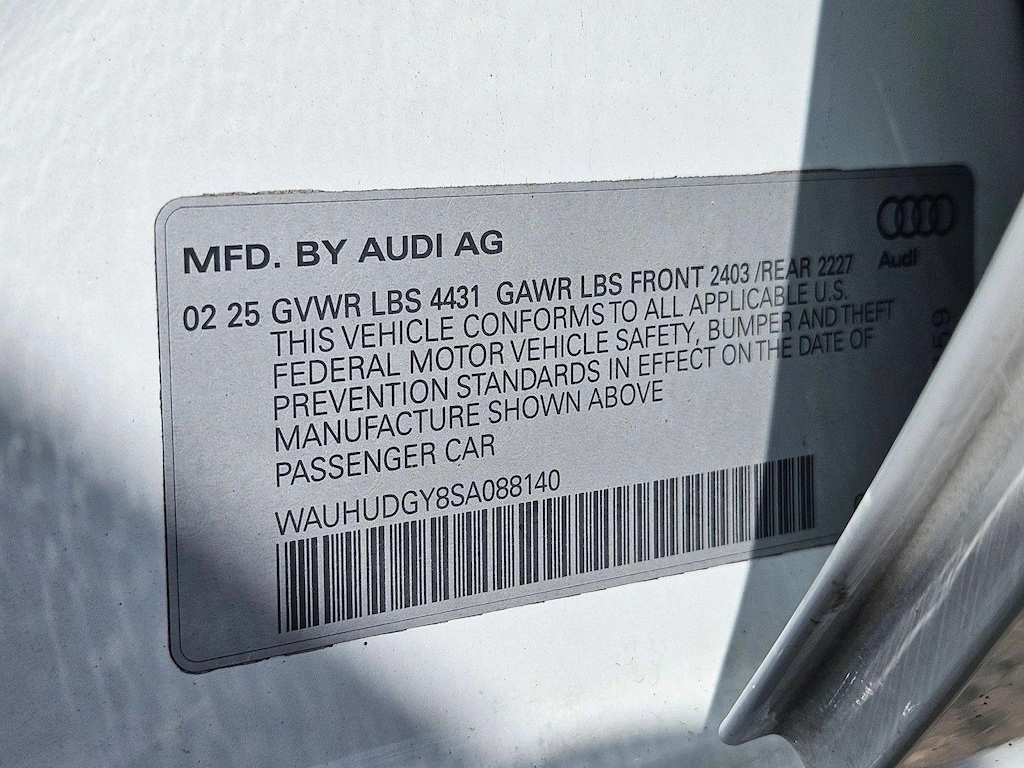 MFD. BY AUDI AG
Audi
02 25 GVWR LBS 4431 GAWR LBS FRONT 2403 /REAR 2227
THIS VEHICLE CONFORMS TO ALL APPLICABLE U.S.
FEDERAL MOTOR VEHICLE SAFETY, BUMPER AND THEFT
PREVENTION STANDARDS IN EFFECT ON THE DATE OF
MANUFACTURE SHOWN ABOVE
PASSENGER CAR
WAUHUDGY8SA088140